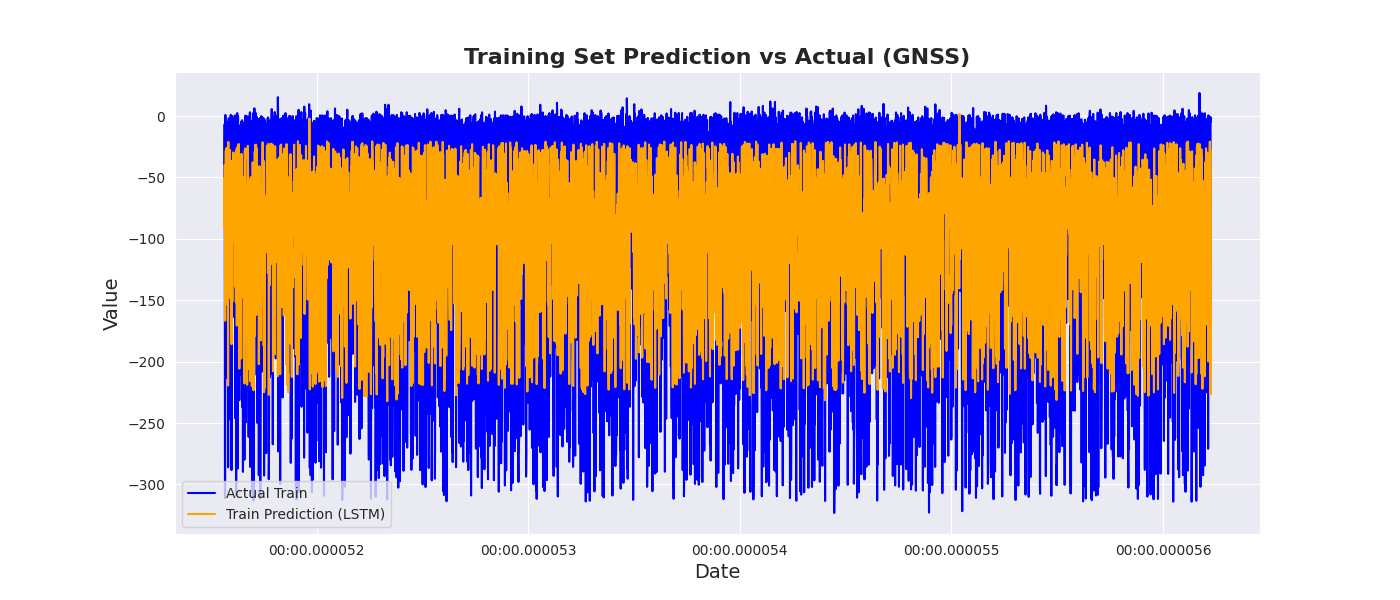 Training Set Prediction vs Actual (GNSS)
Value
0
−50
−100
−150
−200
−250
−300
Actual Train
Train Prediction (LSTM)
00:00.000052
00:00.000053
00:00.000054
00:00.000055
00:00.000056
Date